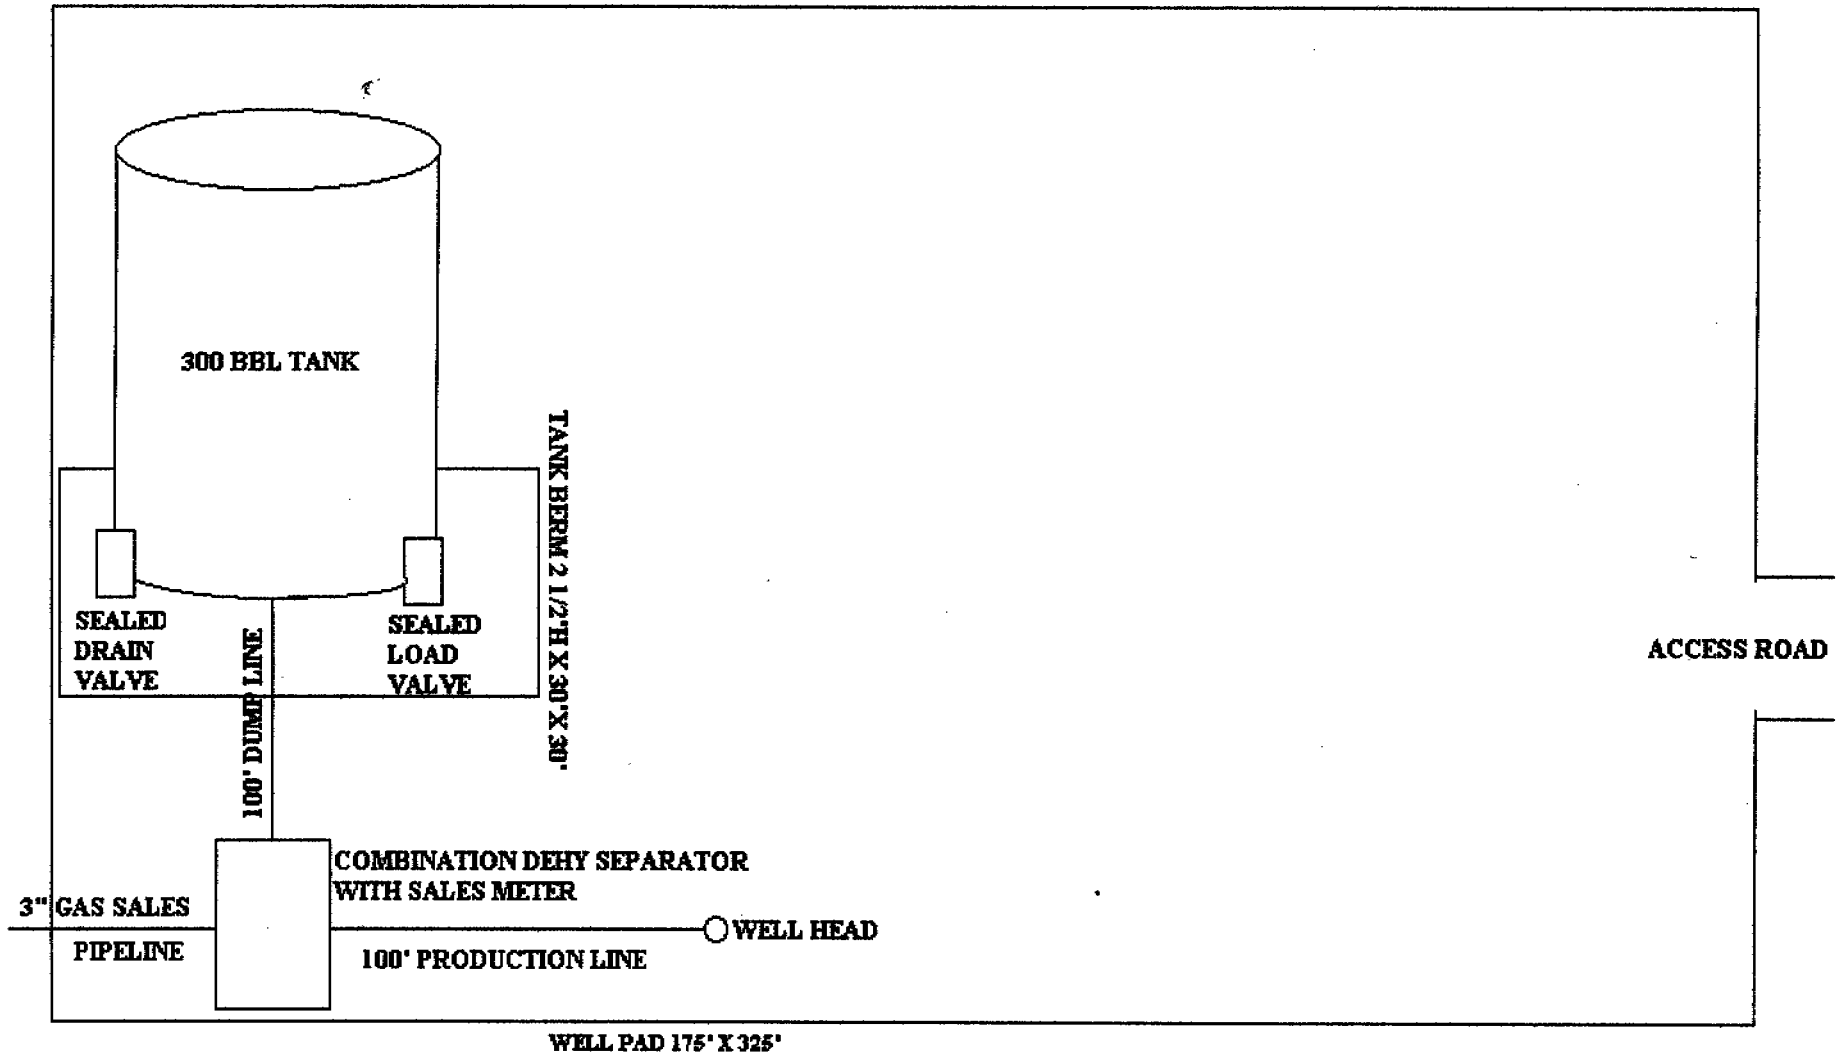 300 BBL TANK
TANK BERM 2 1/2'H X 30'X 30'
SEALED
DRAIN
VALVE
SEALED
LOAD
VALVE
100' DUMP LINE
ACCESS ROAD
COMBINATION DEHY SEPARATOR
WITH SALES METER
3" GAS SALES
PIPELINE
WELL HEAD
100' PRODUCTION LINE
WELL PAD 175' X 325'